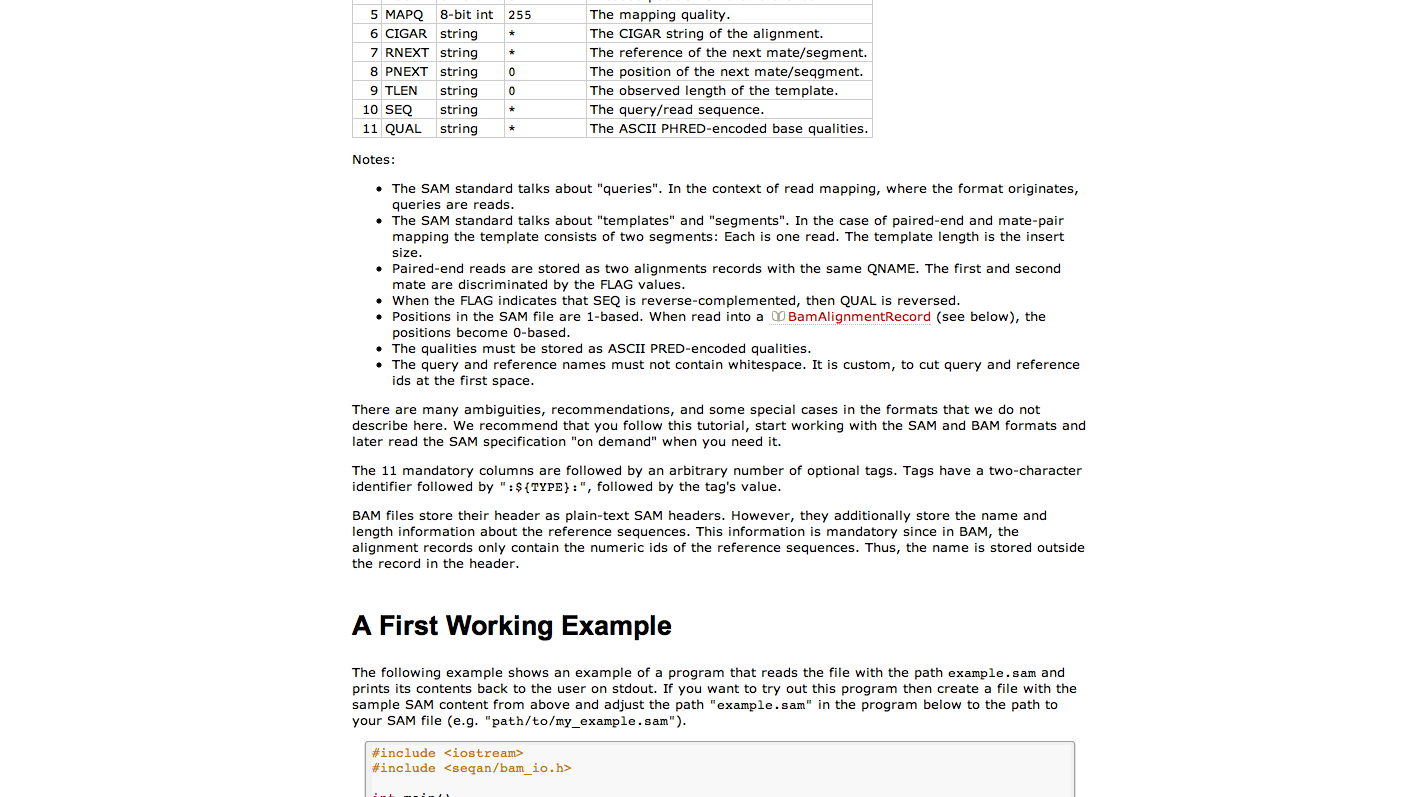 5 MAPQ 8-bit int 255 The mapping quality.
6 CIGAR string * The CIGAR string of the alignment.
7 RNEXT string * The reference of the next mate/segment.
8 PNEXT string 0 The position of the next mate/seqgment.
9 TLEN string 0 The observed length of the template.
10 SEQ string * The query/read sequence.
11 QUAL string * The ASCII PHRED-encoded base qualities.
Notes:
• The SAM standard talks about "queries". In the context of read mapping, where the format originates,
queries are reads.
• The SAM standard talks about "templates" and "segments". In the case of paired-end and mate-pair
mapping the template consists of two segments: Each is one read. The template length is the insert
size.
• Paired-end reads are stored as two alignments records with the same QNAME. The first and second
mate are discriminated by the FLAG values.
• When the FLAG indicates that SEQ is reverse-complemented, then QUAL is reversed.
• Positions in the SAM file are 1-based. When read into a BamAlignmentRecord (see below), the
positions become 0-based.
• The qualities must be stored as ASCII PRED-encoded qualities.
• The query and reference names must not contain whitespace. It is custom, to cut query and reference
ids at the first space.
There are many ambiguities, recommendations, and some special cases in the formats that we do not
describe here. We recommend that you follow this tutorial, start working with the SAM and BAM formats and
later read the SAM specification "on demand" when you need it.
The 11 mandatory columns are followed by an arbitrary number of optional tags. Tags have a two-character
identifier followed by ":${TYPE}:", followed by the tag's value.
BAM files store their header as plain-text SAM headers. However, they additionally store the name and
length information about the reference sequences. This information is mandatory since in BAM, the
alignment records only contain the numeric ids of the reference sequences. Thus, the name is stored outside
the record in the header.
A First Working Example
The following example shows an example of a program that reads the file with the path example.sam and
prints its contents back to the user on stdout. If you want to try out this program then create a file with the
sample SAM content from above and adjust the path "example.sam" in the program below to the path to
your SAM file (e.g. "path/to/my_example.sam").
#include <iostream>
#include <seqan/bam_io.h>